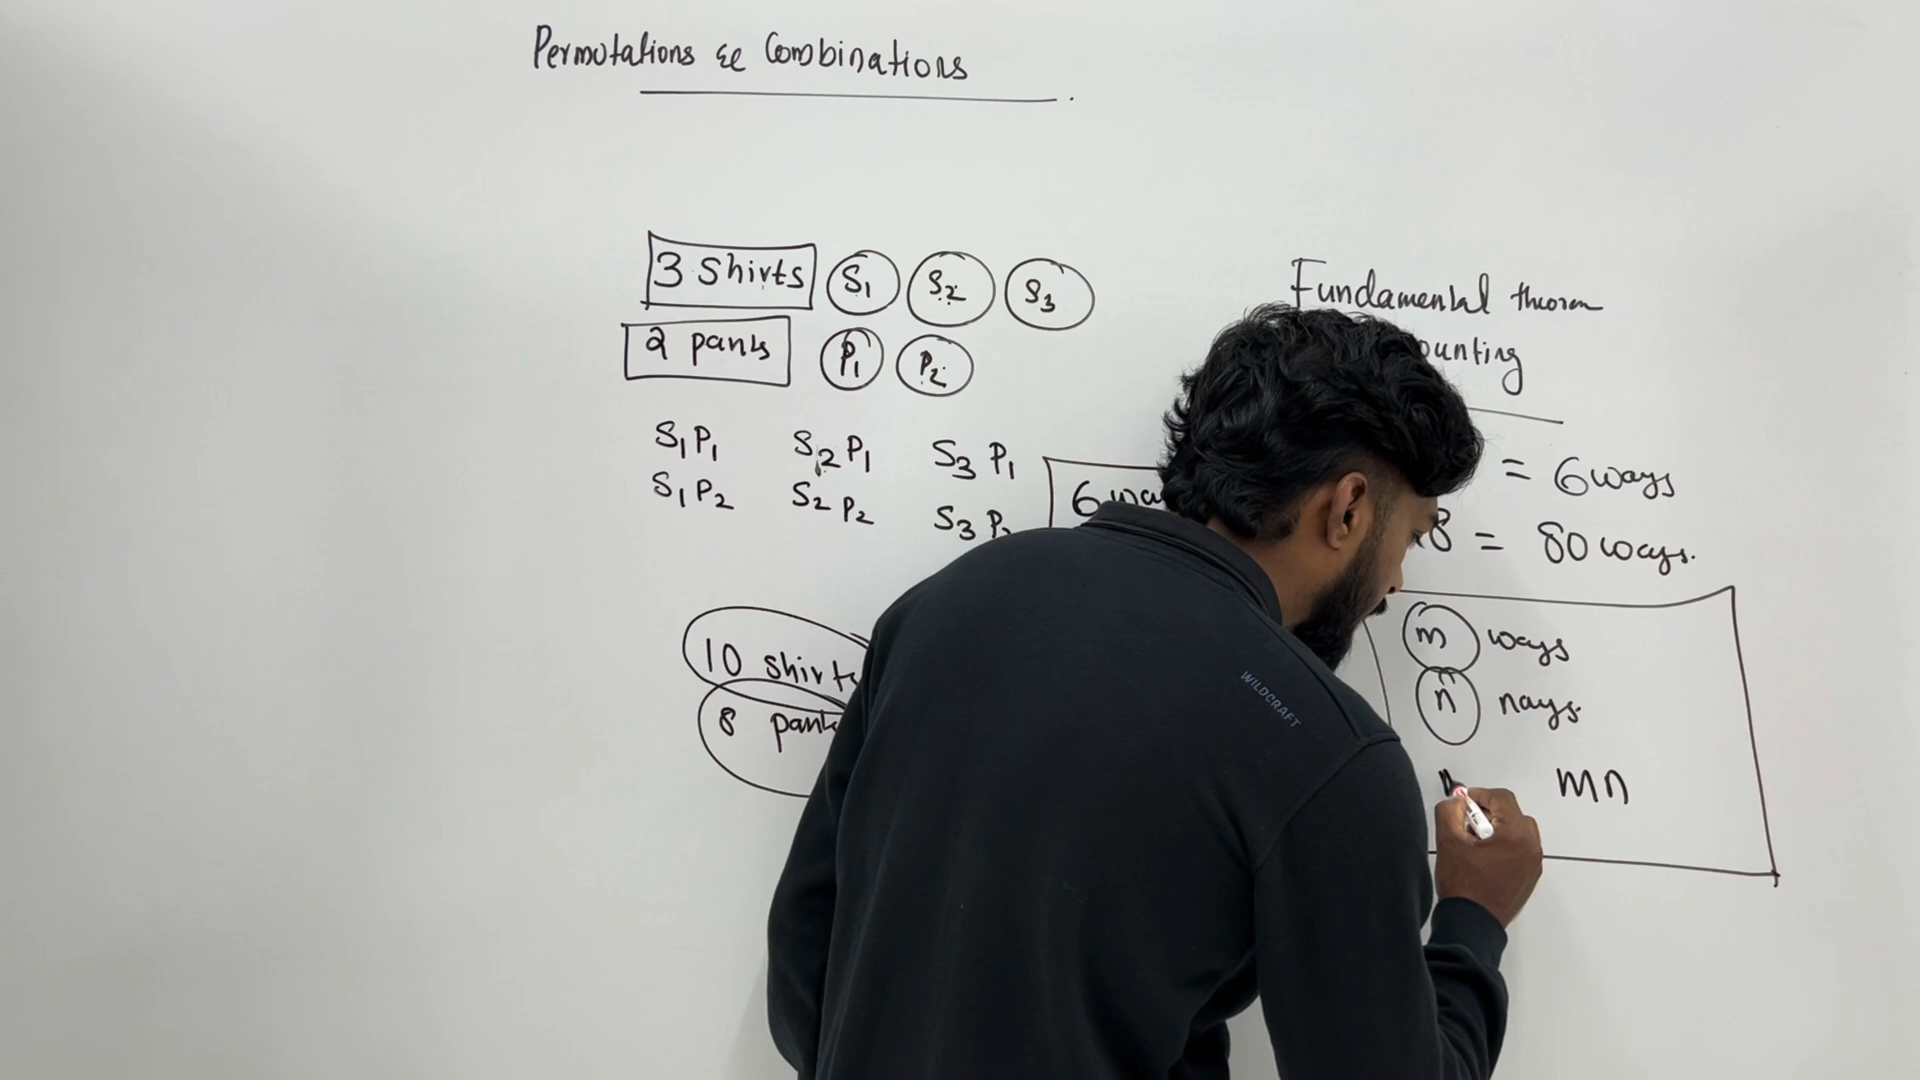 Permutations & Combinations
3 Shirts S1 S2 S3
2 pants P1 P2
S1P1 S2P1 S3P1
S1P2 S2P2 S3P2
6 wa
10 shirts
8 pants
Fundamental theorem
ounting
= 6 ways
x8 = 80 ways.
m ways
n nays.
mn
WILDCRAFT